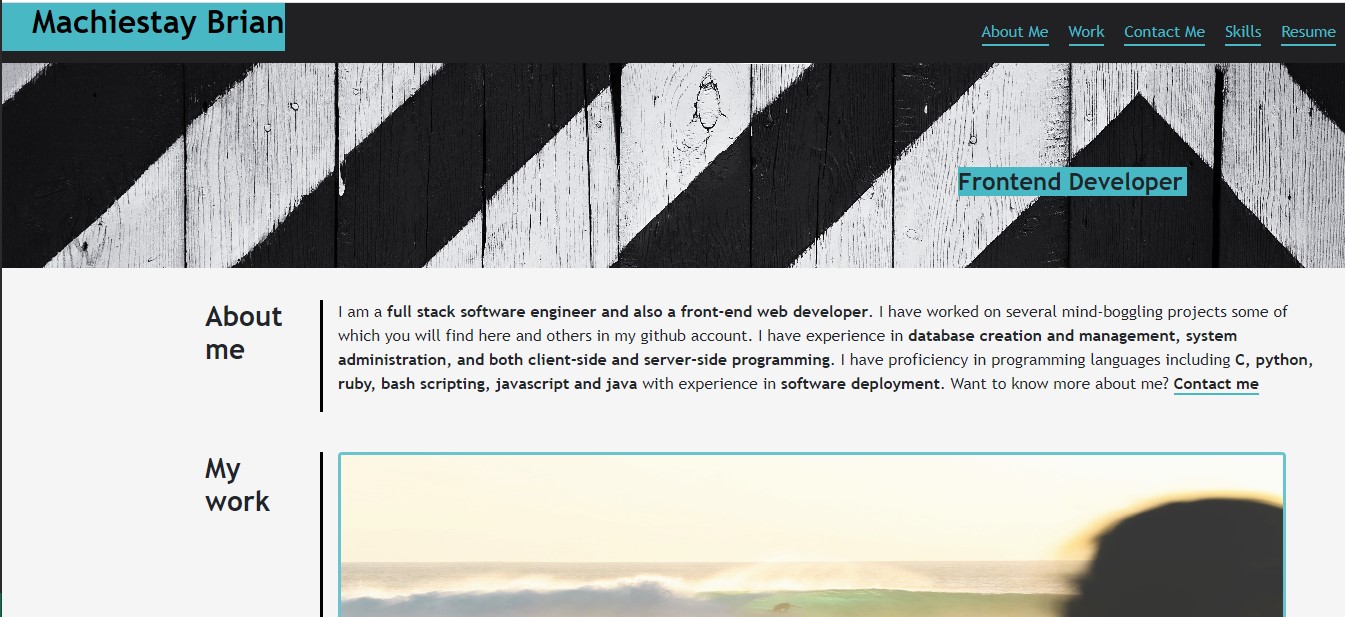 Machiestay Brian
About Me Work Contact Me Skills Resume
Frontend Developer
About
me
I am a full stack software engineer and also a front-end web developer. I have worked on several mind-boggling projects some of
which you will find here and others in my github account. I have experience in database creation and management, system
administration, and both client-side and server-side programming. I have proficiency in programming languages including C, python,
ruby, bash scripting, javascript and java with experience in software deployment. Want to know more about me? Contact me
My
work